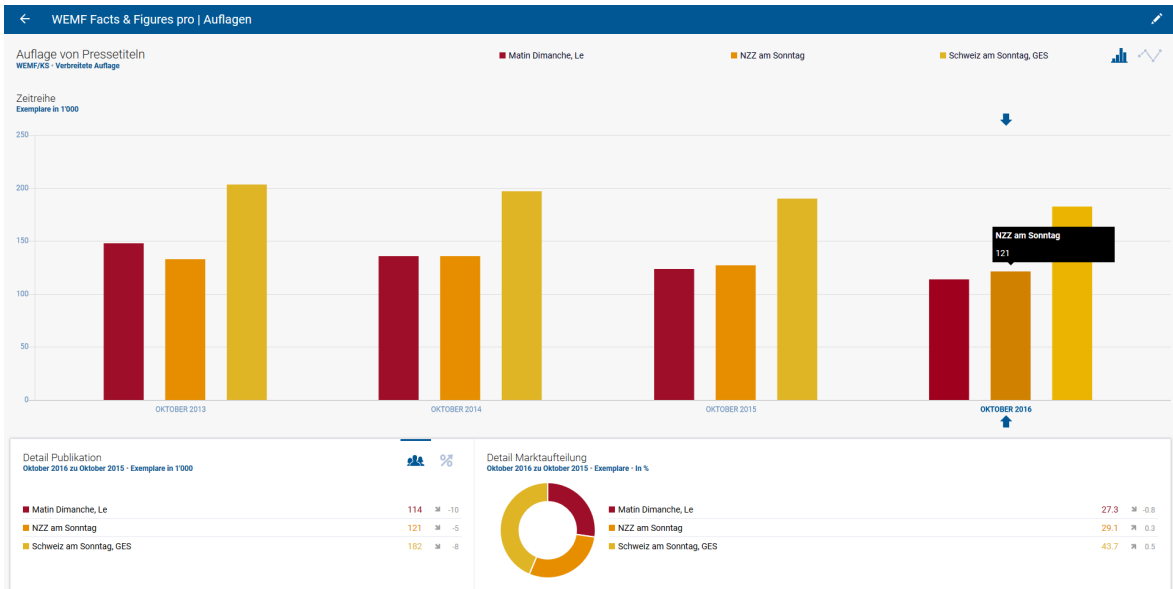 WEMF Facts & Figures pro | Auflagen
Auflage von Pressetiteln
WEMF/KS - Verbreitete Auflage
Matin Dimanche, Le
NZZ am Sonntag
Schweiz am Sonntag, GES
Zeitreihe
Exemplare in 1'000
250
200
150
100
50
0
NZZ am Sonntag
121
OKTOBER 2013
OKTOBER 2014
OKTOBER 2015
OKTOBER 2016
Detail Publikation
Oktober 2016 zu Oktober 2015 - Exemplare in 1'000
%
Matin Dimanche, Le 114 -10
NZZ am Sonntag 121 -5
Schweiz am Sonntag, GES 182 -8
Detail Marktaufteilung
Oktober 2016 zu Oktober 2015 - Exemplare - In %
Matin Dimanche, Le 27.3 -0.8
NZZ am Sonntag 29.1 0.3
Schweiz am Sonntag, GES 43.7 0.5